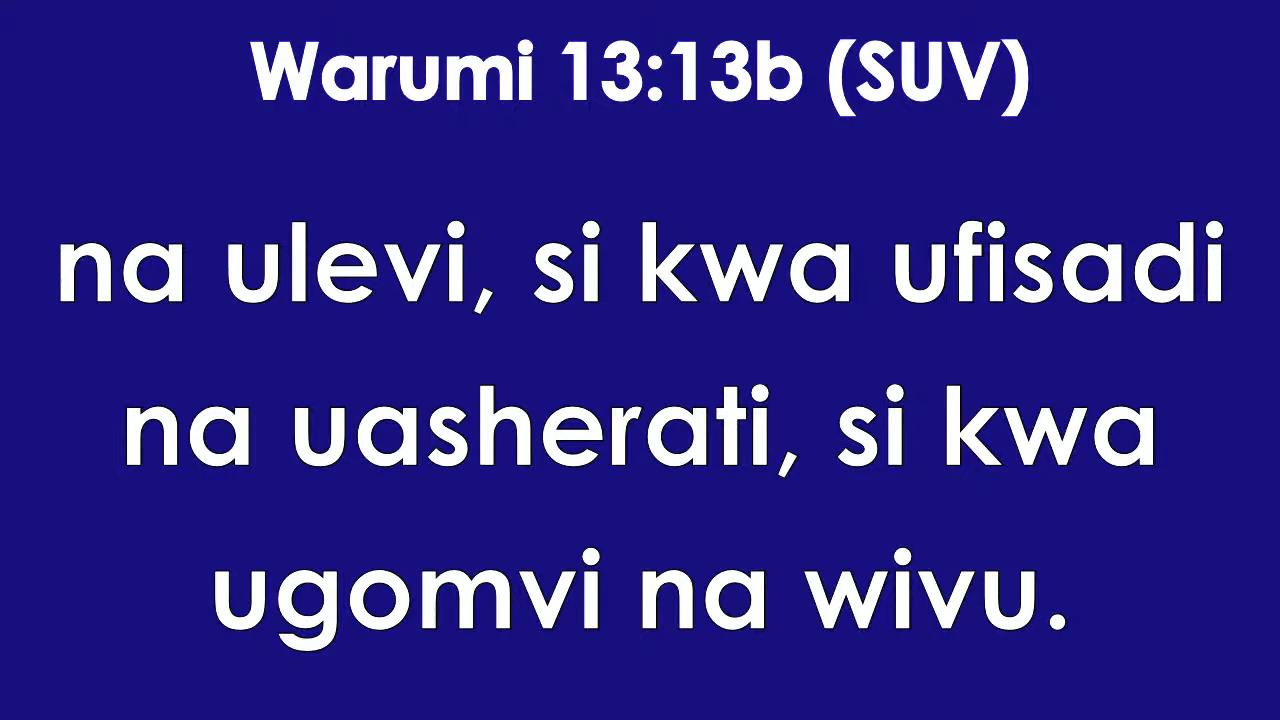 Warumi 13:13b (SUV)
na ulevi, si kwa ufisadi
na uasherati, si kwa
ugomvi na wivu.